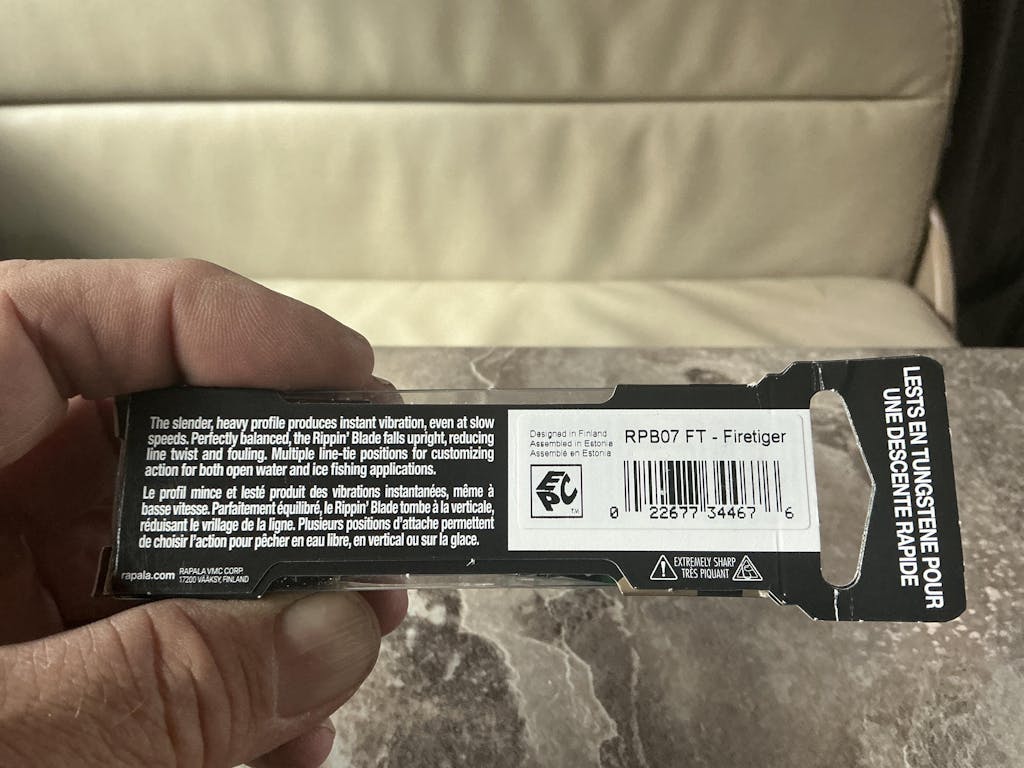 The slender, heavy profile produces instant vibration, even at slow
speeds. Perfectly balanced, the Rippin' Blade falls upright, reducing
line twist and fouling. Multiple line-tie positions for customizing
action for both open water and ice fishing applications.
Le profil mince et lesté produit des vibrations instantanées, même à
basse vitesse. Parfaitement équilibré, le Rippin' Blade tombe à la verticale,
réduisant le vrillage de la ligne. Plusieurs positions d'attache permettent
de choisir l'action pour pêcher en eau libre, en vertical ou sur la glace.
rapala.com
RAPALA VMC CORP.
17200 VÄÄKSY, FINLAND
Designed in Finland
Assembled in Estonia
Assemblé en Estonia
EPC
TM
RPB07 FT - Firetiger
0 22677 34467 6
EXTREMELY SHARP
TRÈS PIQUANT
LESTS EN TUNGSTENE POUR
UNE DESCENTE RAPIDE